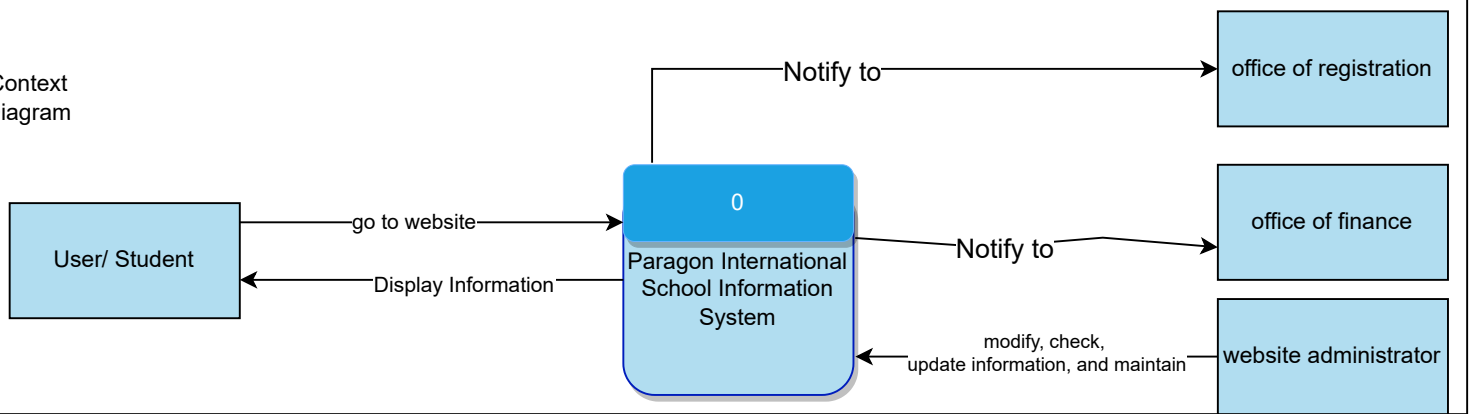 Context
iagram
Notify to
office of registration
User/ Student
go to website
Display Information
0
Paragon International
School Information
System
Notify to
office of finance
modify, check,
update information, and maintain
website administrator